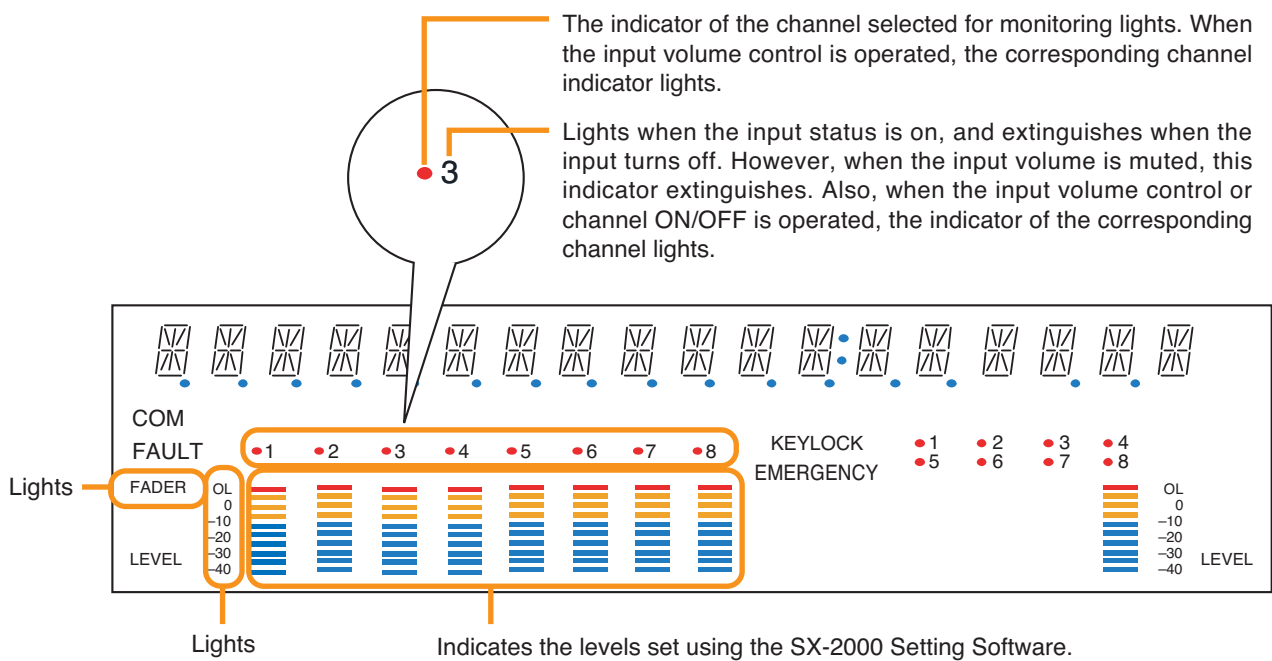 The indicator of the channel selected for monitoring lights. When
the input volume control is operated, the corresponding channel
indicator lights.
Lights when the input status is on, and extinguishes when the
input turns off. However, when the input volume is muted, this
indicator extinguishes. Also, when the input volume control or
channel ON/OFF is operated, the indicator of the corresponding
channel lights.
3
COM
FAULT
1 2 3 4 5 6 7 8
KEYLOCK
EMERGENCY
1 2 3 4
5 6 7 8
Lights
FADER
OL
0
–10
–20
–30
–40
LEVEL
OL
0
–10
–20
–30
–40
LEVEL
Lights
Indicates the levels set using the SX-2000 Setting Software.